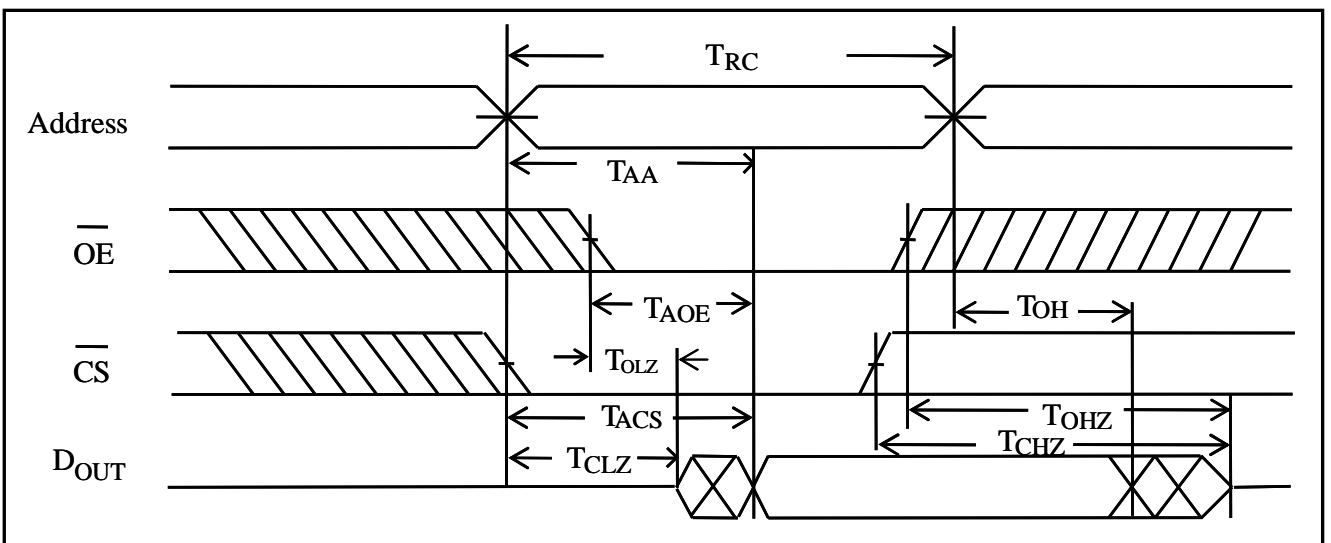 TRC
Address
TAA
OE
TAOE
TOH
CS
TOLZ
TACS
TOHZ
TCHZ
TCLZ
DOUT